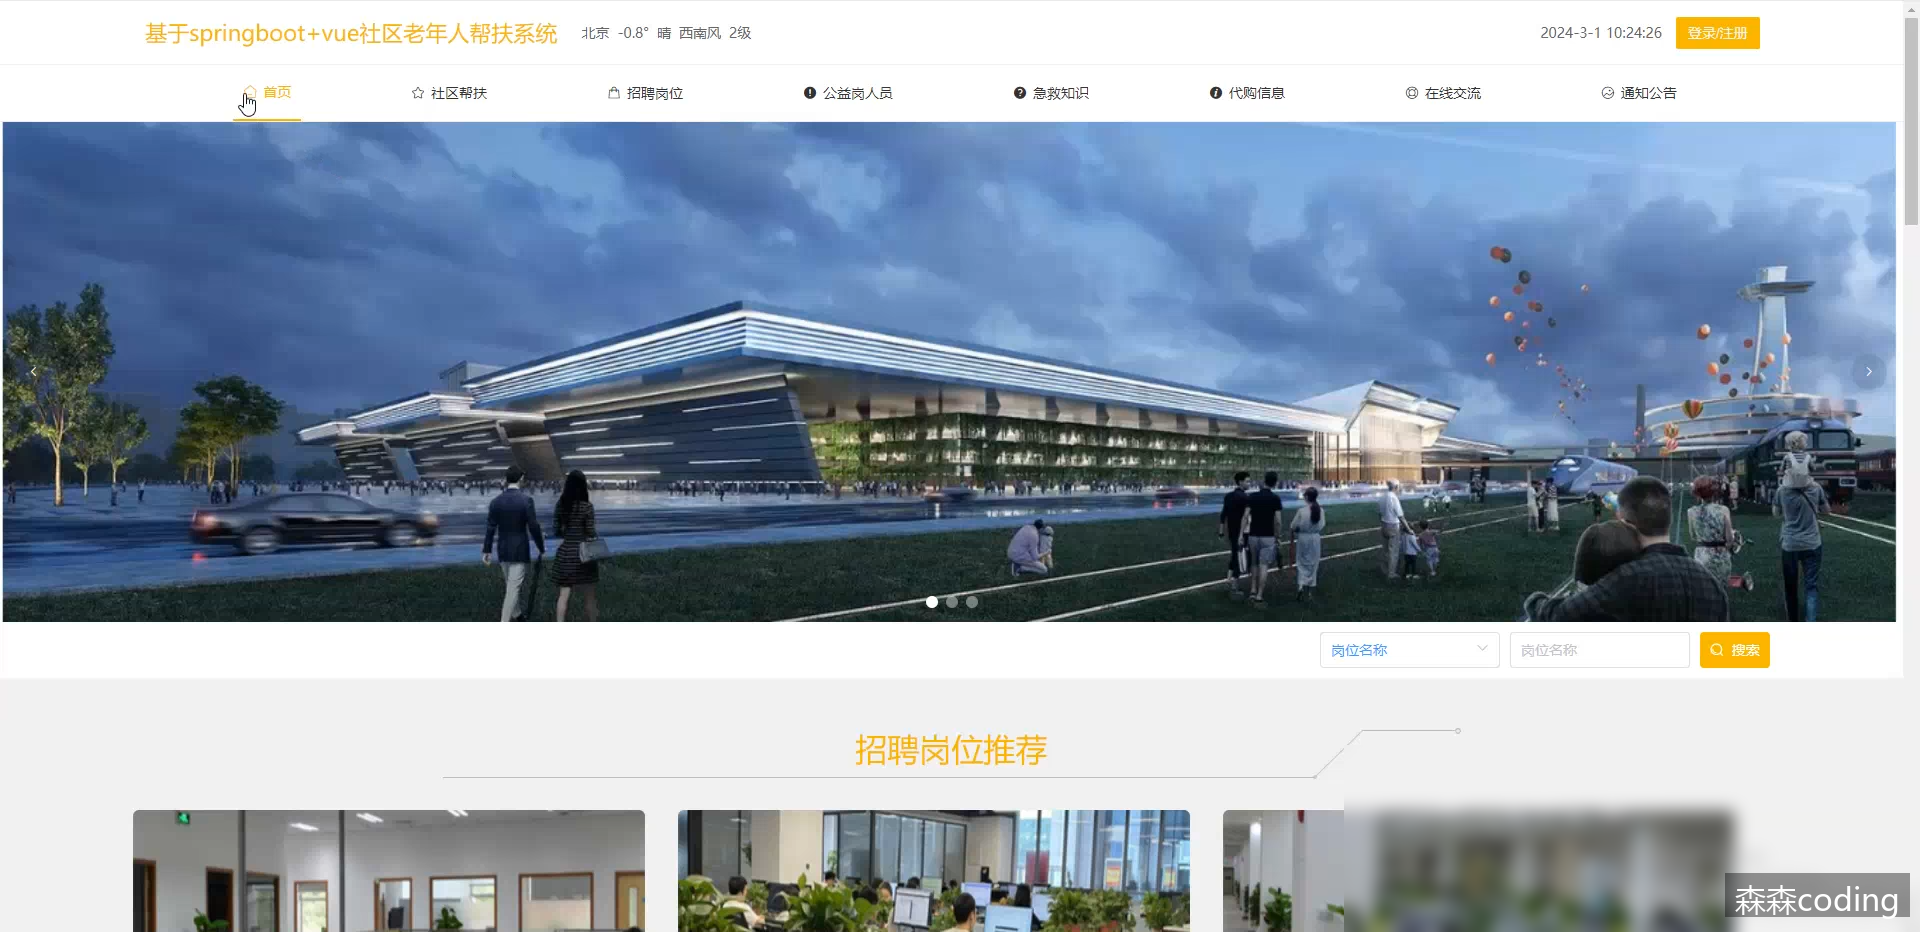 基于springboot+vue社区老年人帮扶系统 北京 -0.8° 晴 西南风 2级 2024-3-1 10:24:26 登录/注册
首页 社区帮扶 招聘岗位 公益岗人员 急救知识 代购信息 在线交流 通知公告
岗位名称 岗位名称 搜索
招聘岗位推荐
森森coding